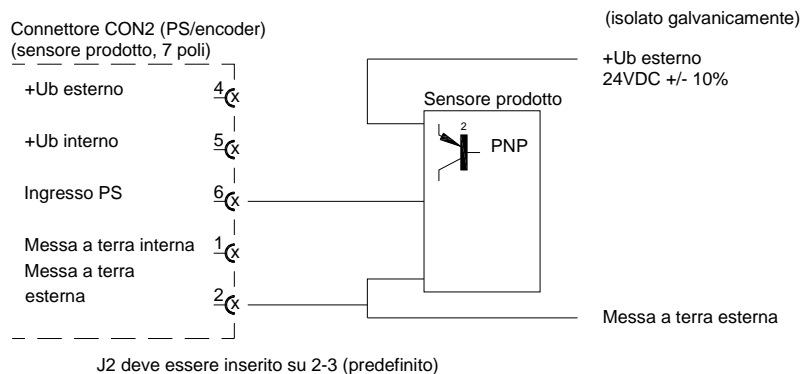 Connettore CON2 (PS/encoder)
(sensore prodotto, 7 poli)
(isolato galvanicamente)
+Ub esterno
24VDC +/- 10%
+Ub esterno
4
x
Sensore prodotto
2
PNP
+Ub interno
5
x
Ingresso PS
6
x
Messa a terra interna
1
x
Messa a terra
esterna
2
x
Messa a terra esterna
J2 deve essere inserito su 2-3 (predefinito)